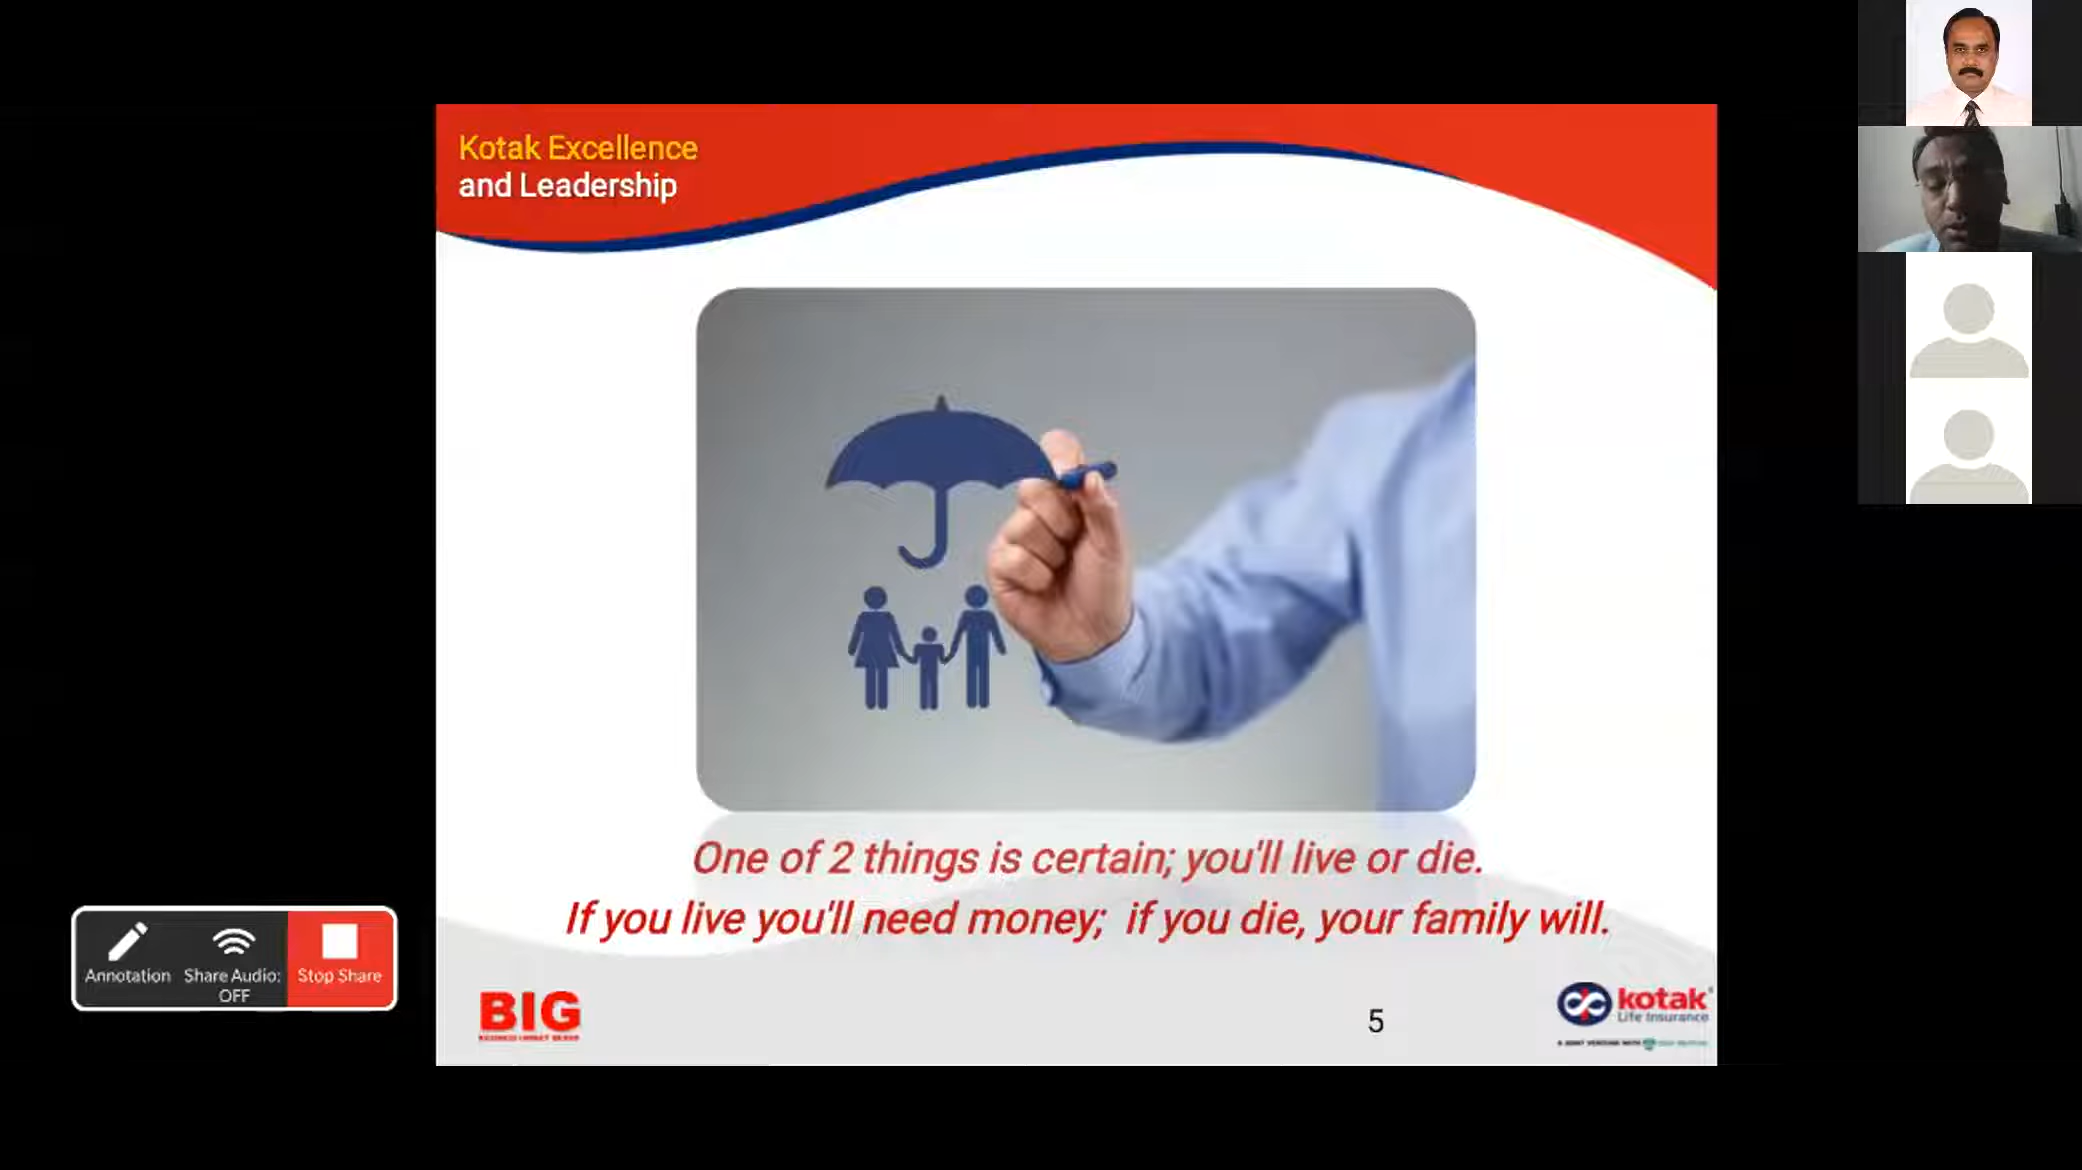 Kotak Excellence
and Leadership
One of 2 things is certain; you'll live or die.
If you live you'll need money; if you die, your family will.
Annotation
Share Audio:
OFF
Stop Share
BIG
5
kotak
Life Insurance